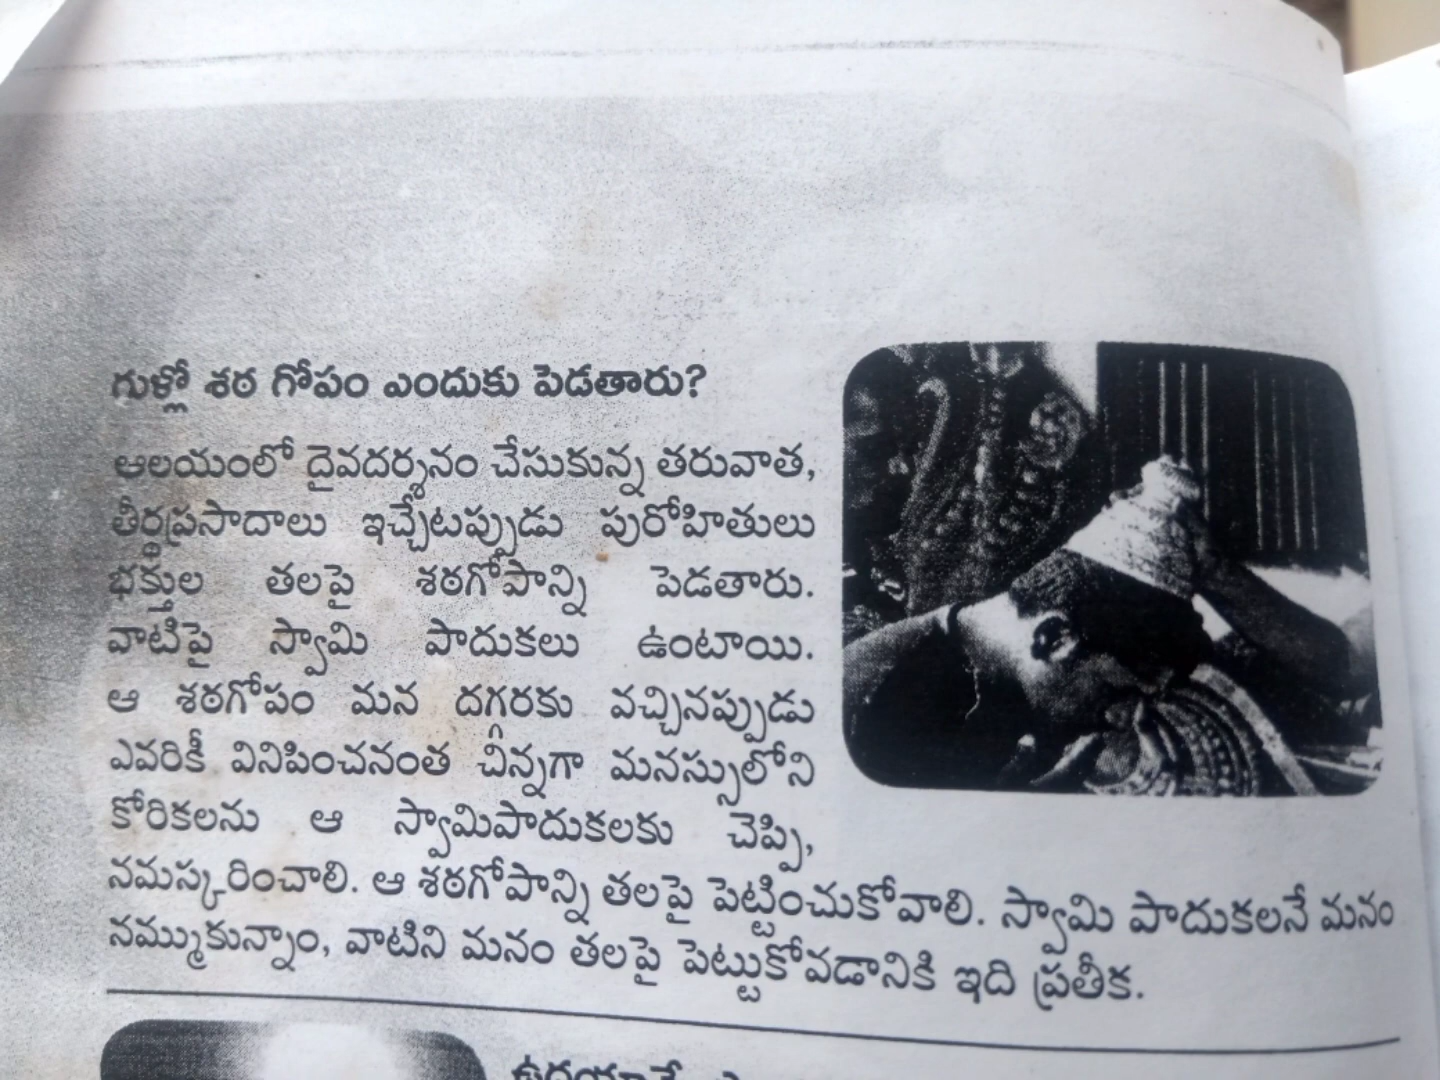 గుళ్లో శఠ గోపం ఎందుకు పెడతారు?
ఆలయంలో దైవదర్శనం చేసుకున్న తరువాత,
తీర్థప్రసాదాలు ఇచ్చేటప్పుడు పురోహితులు
భక్తుల తలపై శఠగోపాన్ని పెడతారు.
వాటిపై స్వామి పాదుకలు ఉంటాయి.
ఆ శఠగోపం మన దగ్గరకు వచ్చినప్పుడు
ఎవరికీ వినిపించనంత చిన్నగా మనస్సులోని
కోరికలను ఆ స్వామిపాదుకలకు చెప్పి,
నమస్కరించాలి. ఆ శఠగోపాన్ని తలపై పెట్టించుకోవాలి. స్వామి పాదుకలనే మనం
నమ్ముకున్నాం, వాటిని మనం తలపై పెట్టుకోవడానికి ఇది ప్రతీక.